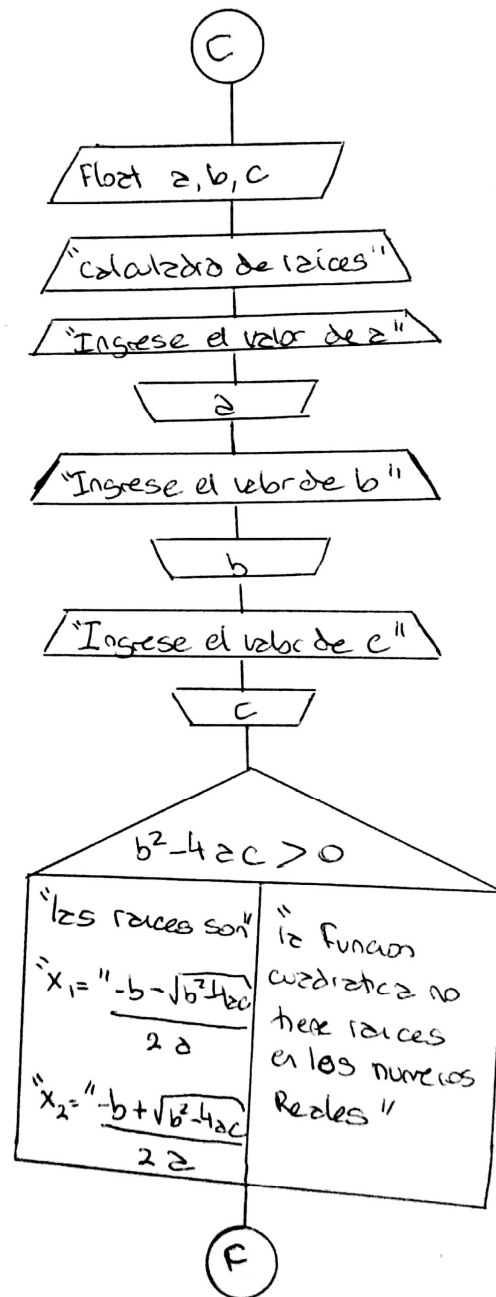 C
Float a, b, c
"calculadro de raíces"
"Ingrese el valor de a"
a
"Ingrese el valor de b"
b
"Ingrese el valor de c"
c
b²-4ac > 0
"las raices son"
"x₁=" -b-√b²-4ac
2a
"x₂=" -b+√b²-4ac
2a
"la funcion
cuadratica no
tiene raices
en los numeros
Reales"
F